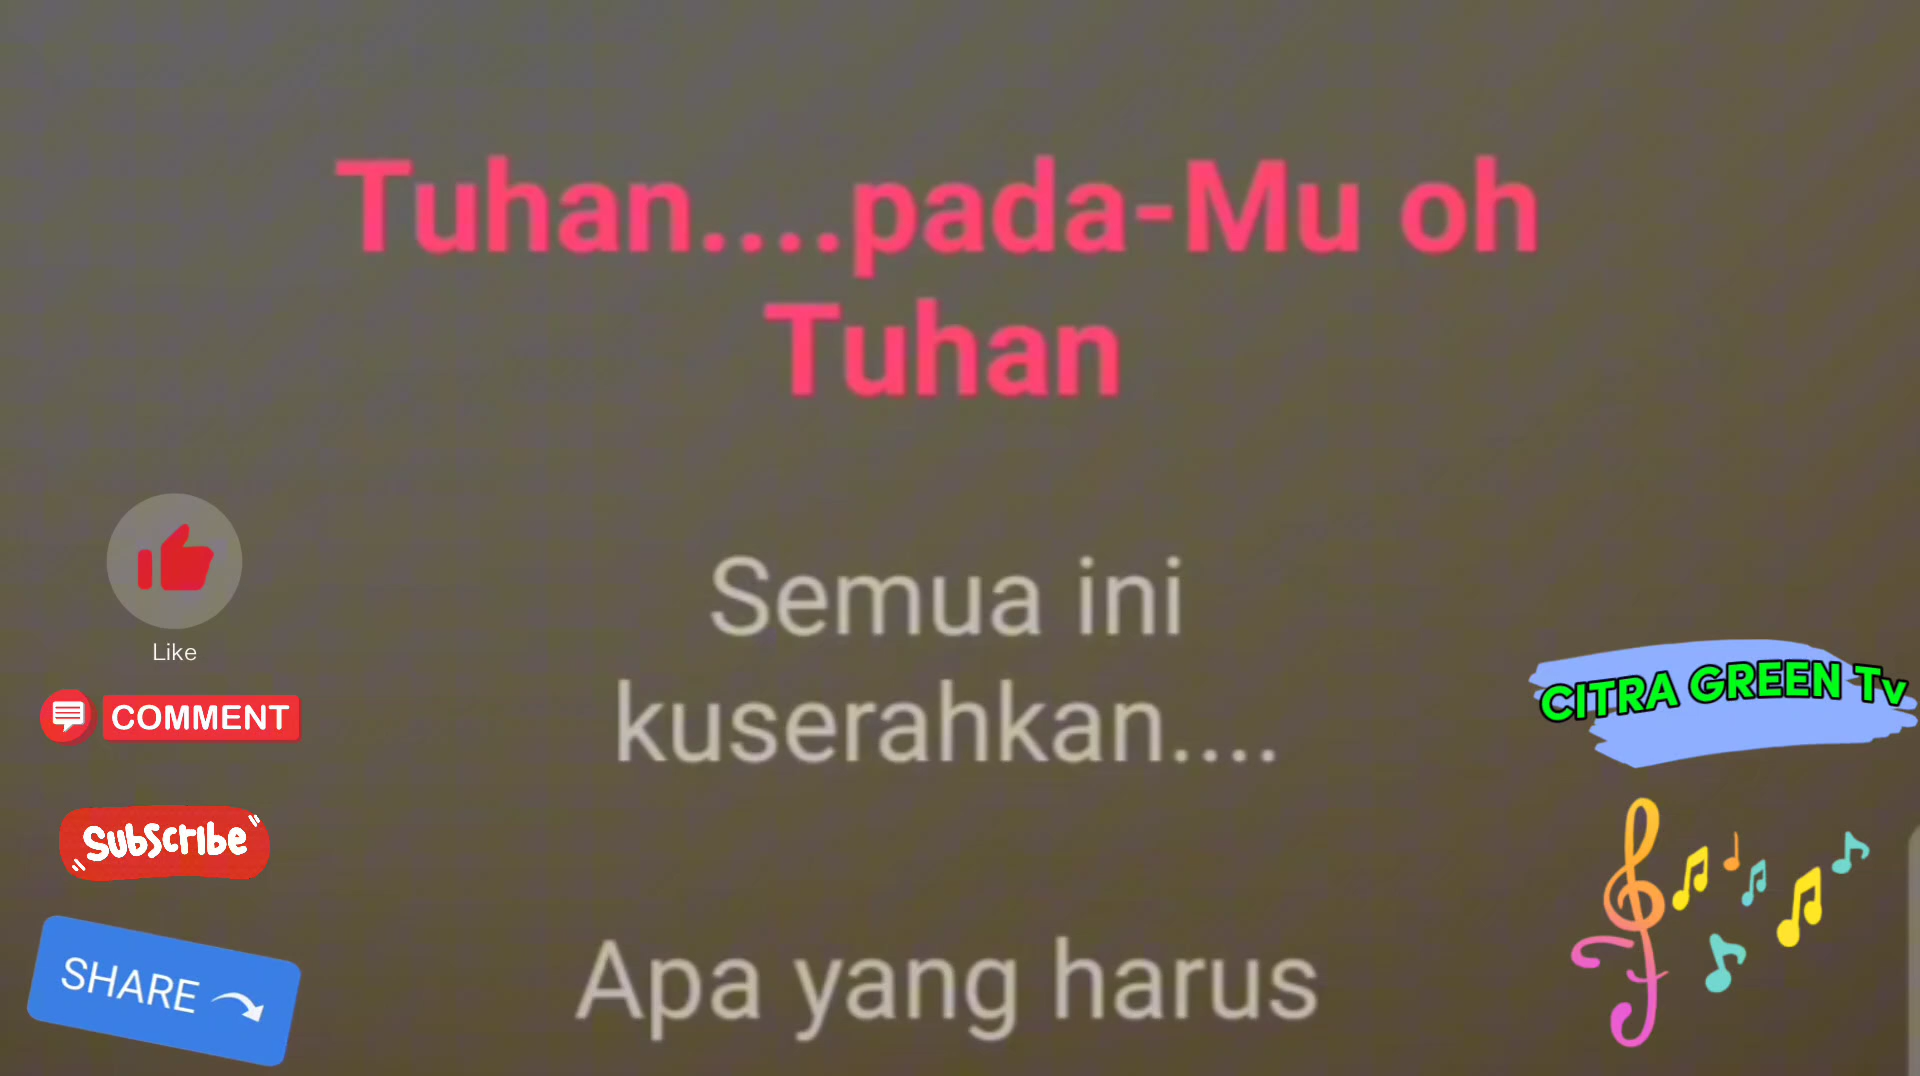 Tuhan....pada-Mu oh
Tuhan
Semua ini
kuserahkan....
Apa yang harus
Like
COMMENT
Subscribe
SHARE
CITRA GREEN Tv